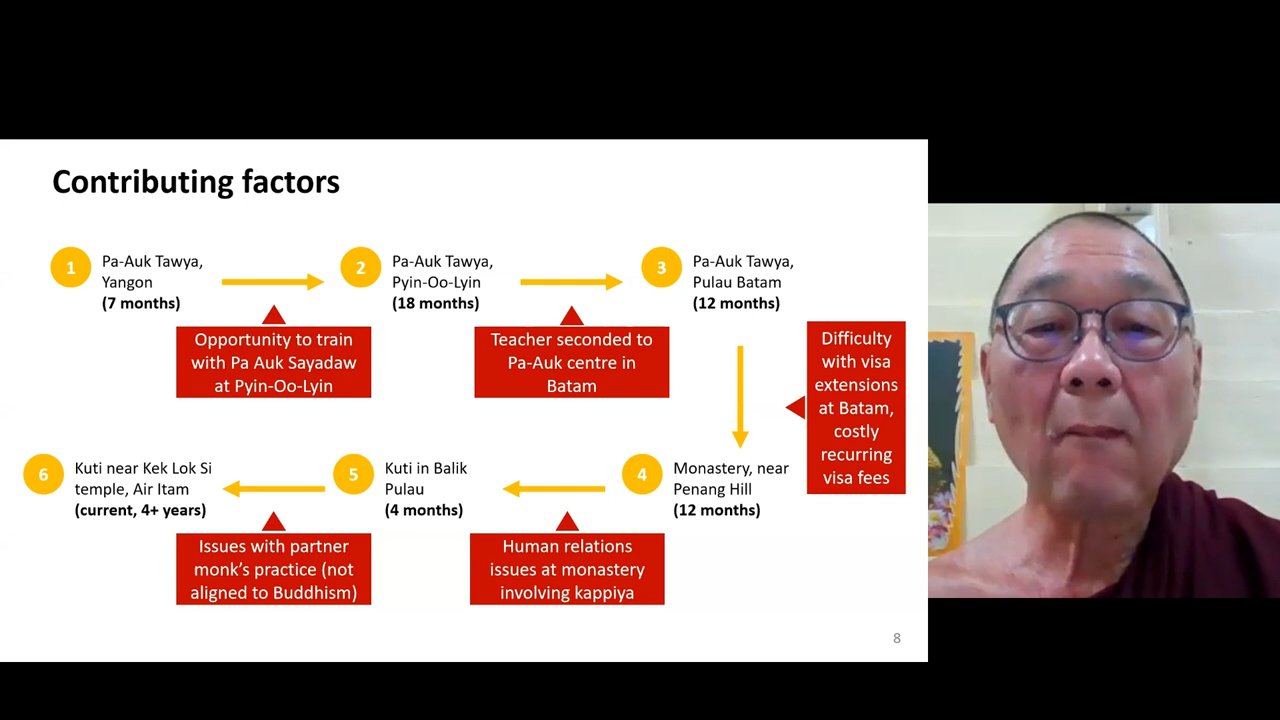 Contributing factors
1
Pa-Auk Tawya,
Yangon
(7 months)
2
Pa-Auk Tawya,
Pyin-Oo-Lyin
(18 months)
3
Pa-Auk Tawya,
Pulau Batam
(12 months)
Opportunity to train
with Pa Auk Sayadaw
at Pyin-Oo-Lyin
Teacher seconded to
Pa-Auk centre in
Batam
Difficulty
with visa
extensions
at Batam,
costly
recurring
visa fees
6
Kuti near Kek Lok Si
temple, Air Itam
(current, 4+ years)
5
Kuti in Balik
Pulau
(4 months)
4
Monastery, near
Penang Hill
(12 months)
Issues with partner
monk's practice (not
aligned to Buddhism)
Human relations
issues at monastery
involving kappiya
8